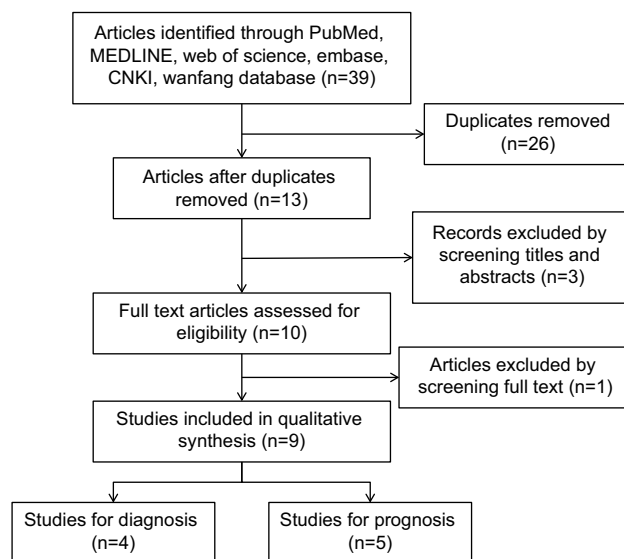 Articles identified through PubMed,
MEDLINE, web of science, embase,
CNKI, wanfang database (n=39)
Duplicates removed
(n=26)
Articles after duplicates
removed (n=13)
Records excluded by
screening titles and
abstracts (n=3)
Full text articles assessed for
eligibility (n=10)
Articles excluded by
screening full text (n=1)
Studies included in qualitative
synthesis (n=9)
Studies for diagnosis
(n=4)
Studies for prognosis
(n=5)